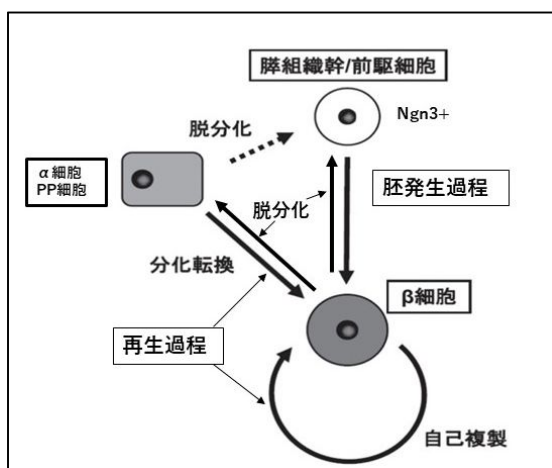 膵組織幹/前駆細胞
Ngn3+
脱分化
α細胞
PP細胞
脱分化
胚発生過程
分化転換
β細胞
再生過程
自己複製